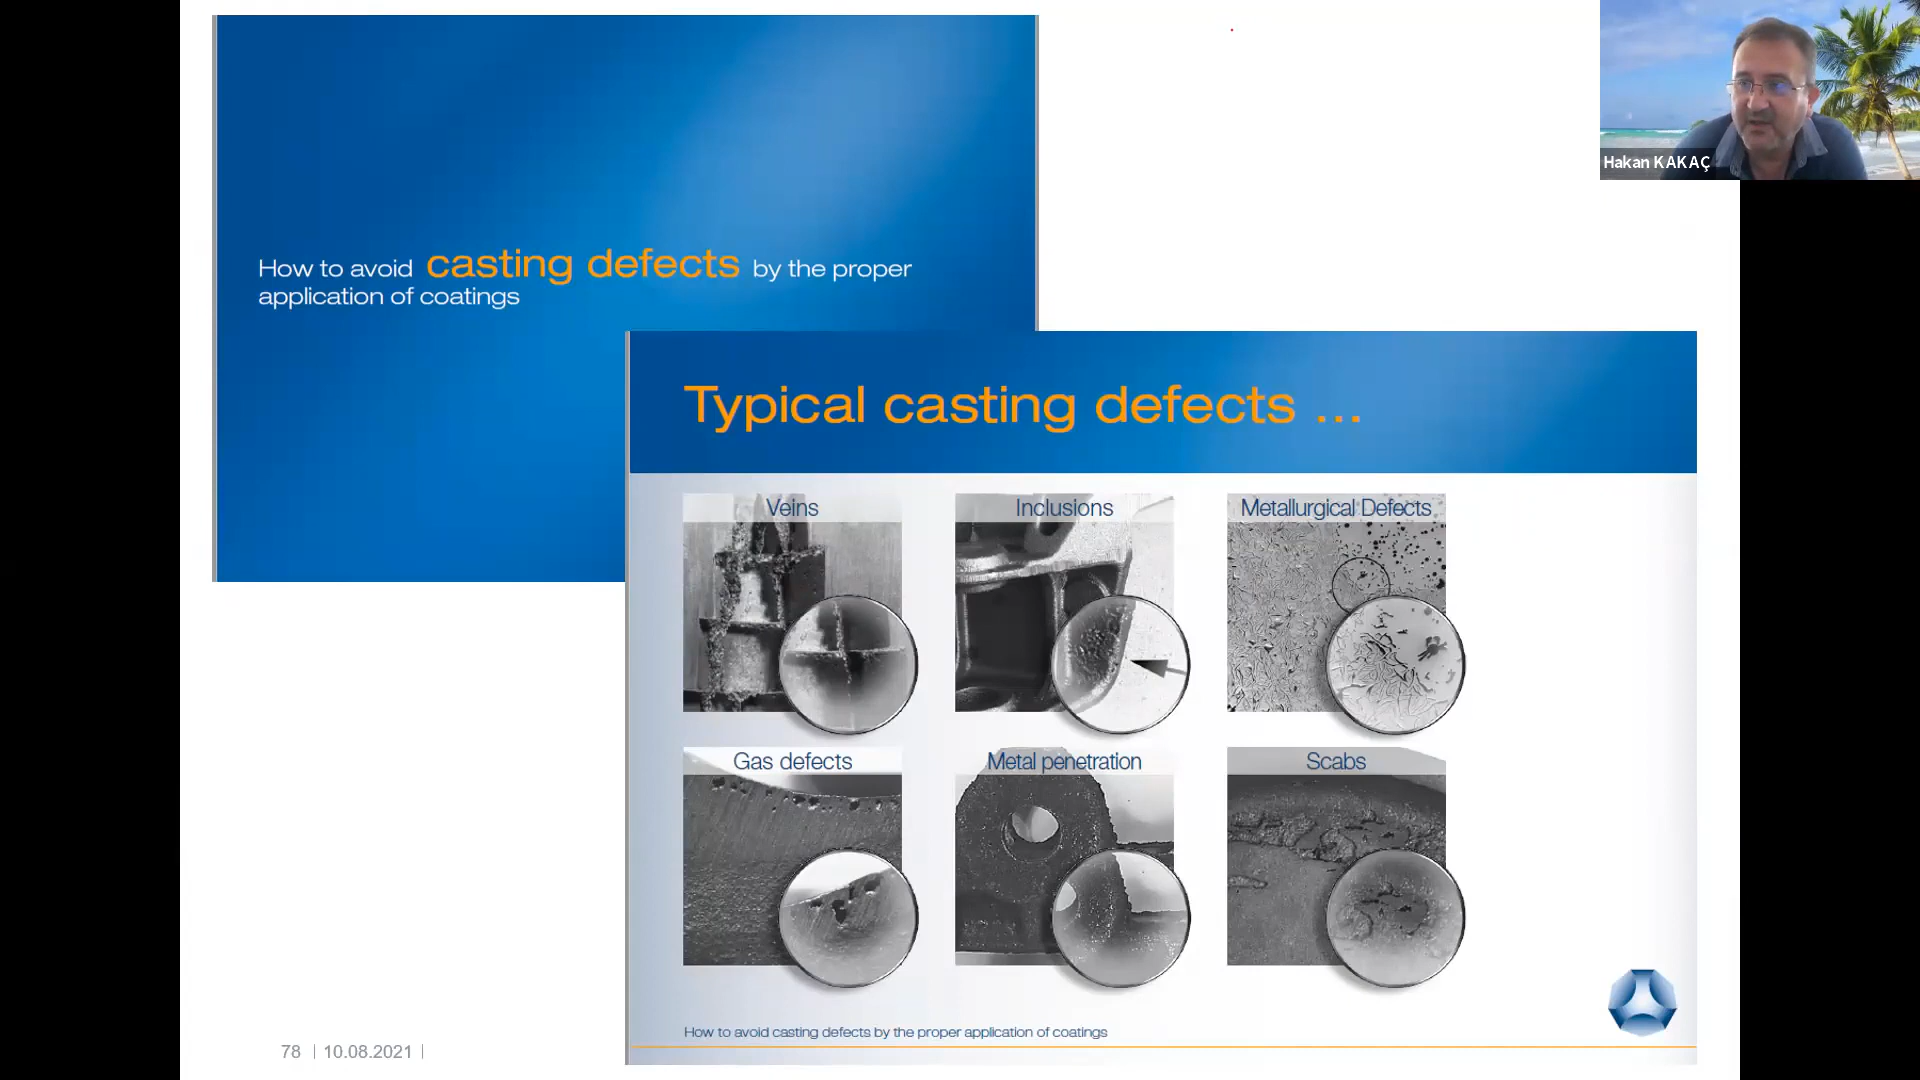 How to avoid casting defects by the proper
application of coatings
Hakan KAKAÇ
Typical casting defects ...
Veins
Inclusions
Metallurgical Defects
Gas defects
Metal penetration
Scabs
How to avoid casting defects by the proper application of coatings
78 | 10.08.2021 |